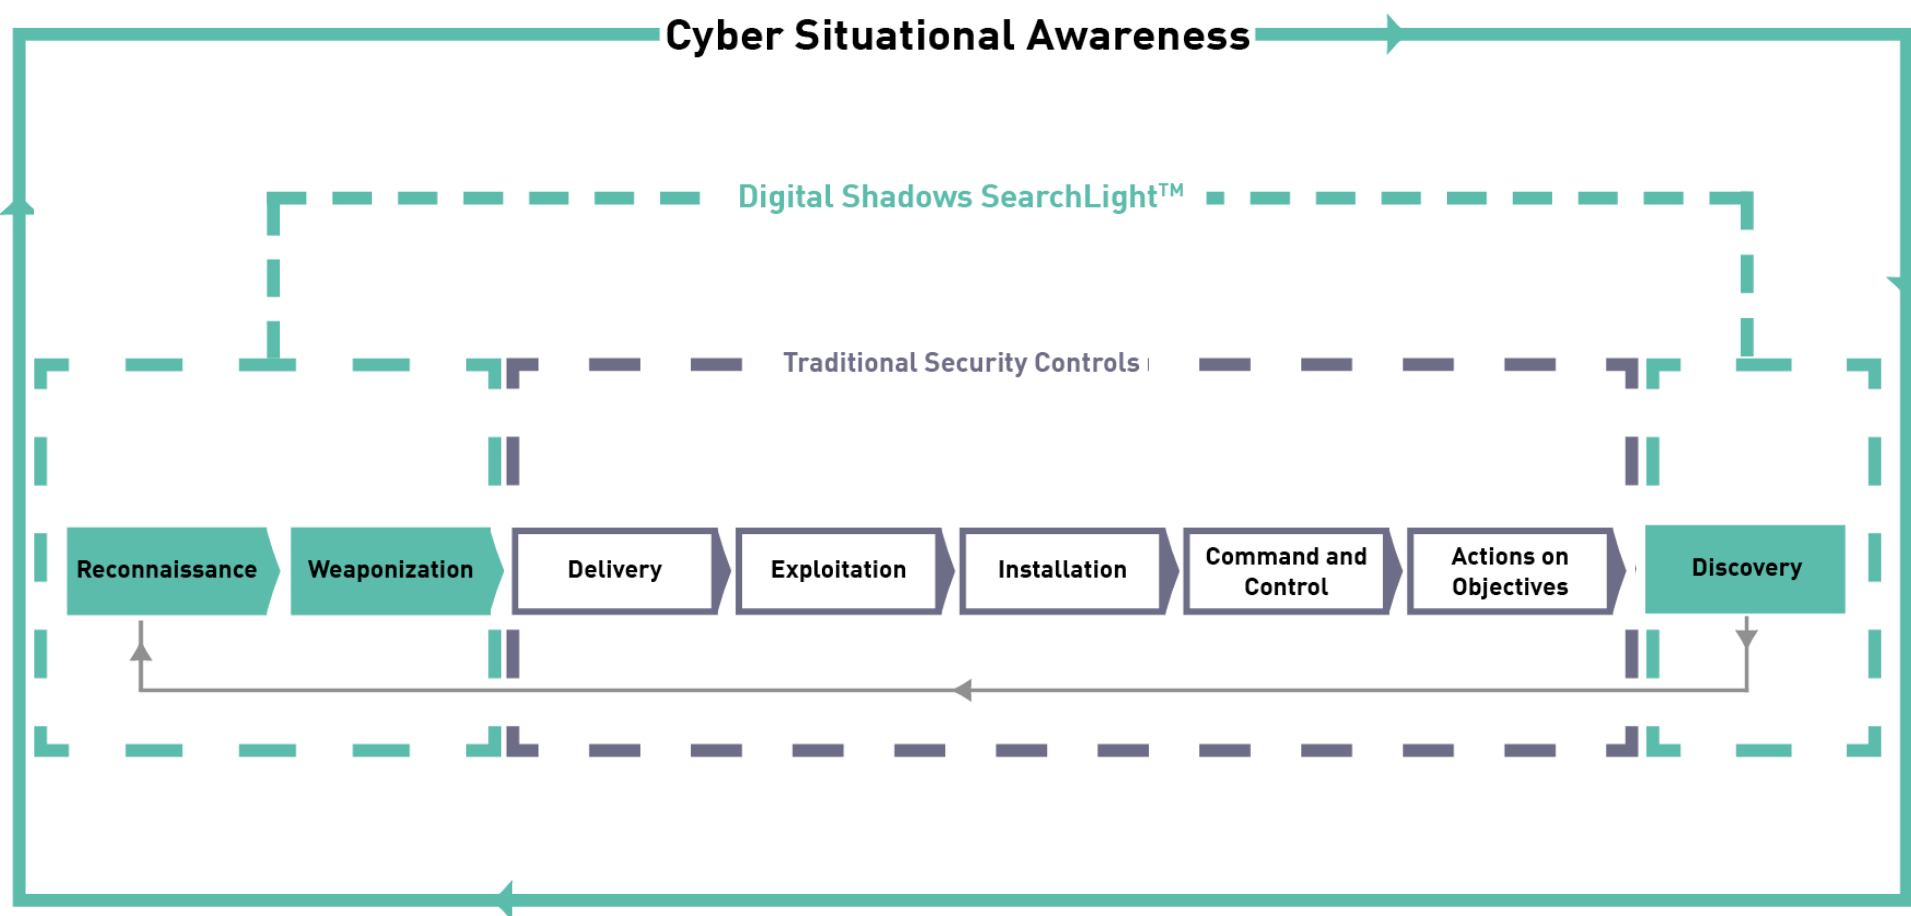 Cyber Situational Awareness
Digital Shadows SearchLight™
Traditional Security Controls
Reconnaissance
Weaponization
Delivery
Exploitation
Installation
Command and
Control
Actions on
Objectives
Discovery